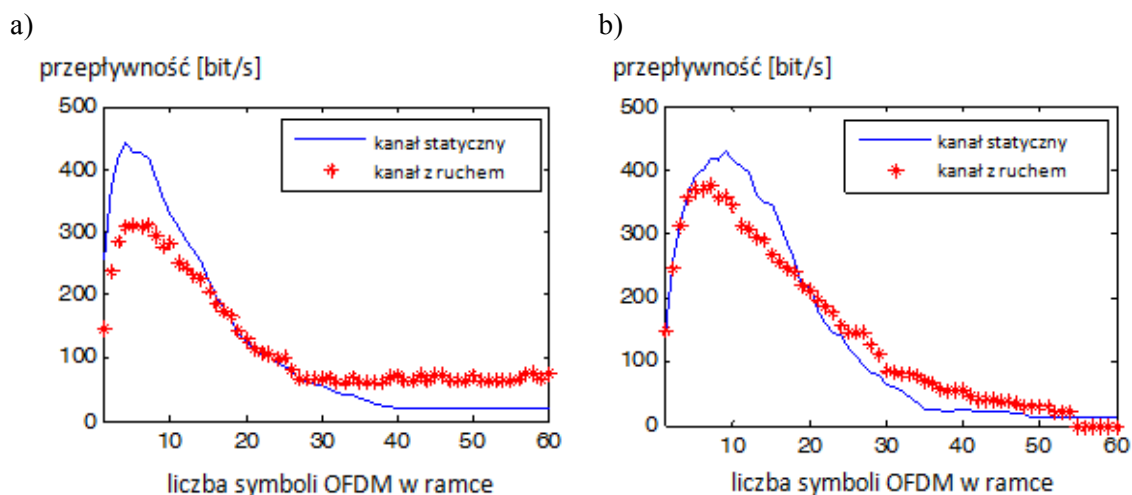 a)
przepływność [bit/s]
500
400
300
200
100
0
10 20 30 40 50 60
kanał statyczny
kanał z ruchem
liczba symboli OFDM w ramce
b)
przepływność [bit/s]
500
400
300
200
100
0
10 20 30 40 50 60
kanał statyczny
kanał z ruchem
liczba symboli OFDM w ramce